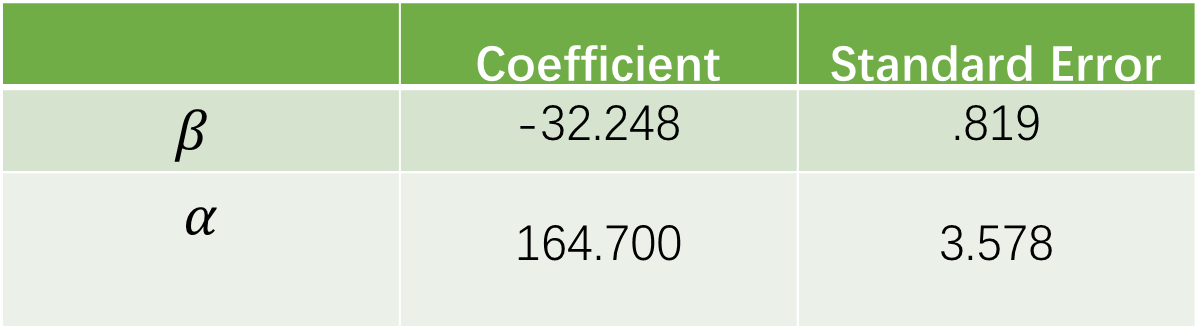 Coefficient Standard Error
β -32.248 .819
α 164.700 3.578